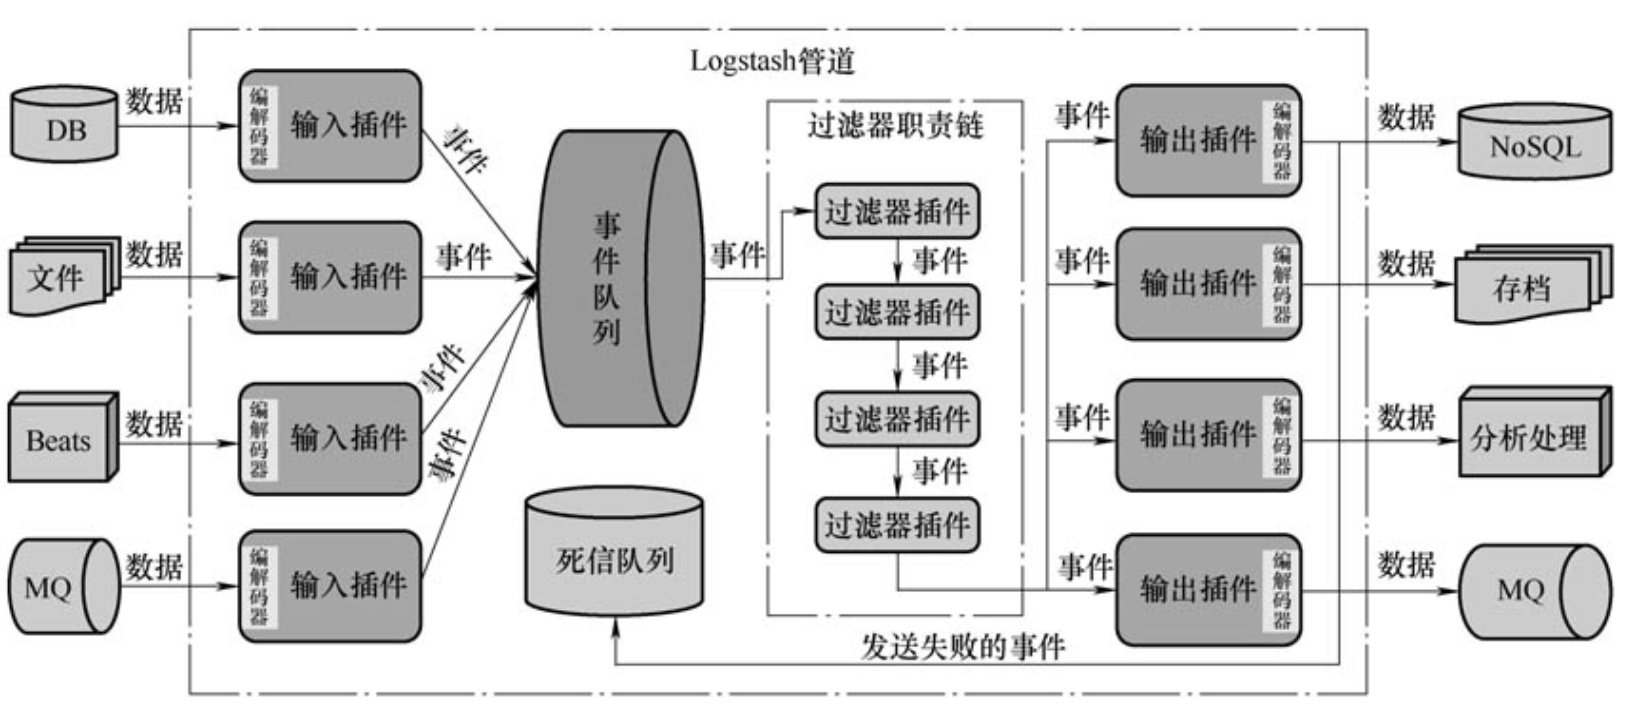 Logstash管道
DB
数据
编解码器
输入插件
事件
文件
数据
编解码器
输入插件
事件
Beats
数据
编解码器
输入插件
事件
MQ
数据
编解码器
输入插件
事件
事件队列
死信队列
事件
过滤器职责链
过滤器插件
事件
过滤器插件
事件
过滤器插件
事件
过滤器插件
事件
输出插件
编解码器
数据
NoSQL
事件
输出插件
编解码器
数据
存档
事件
输出插件
编解码器
数据
分析处理
事件
输出插件
编解码器
数据
MQ
发送失败的事件